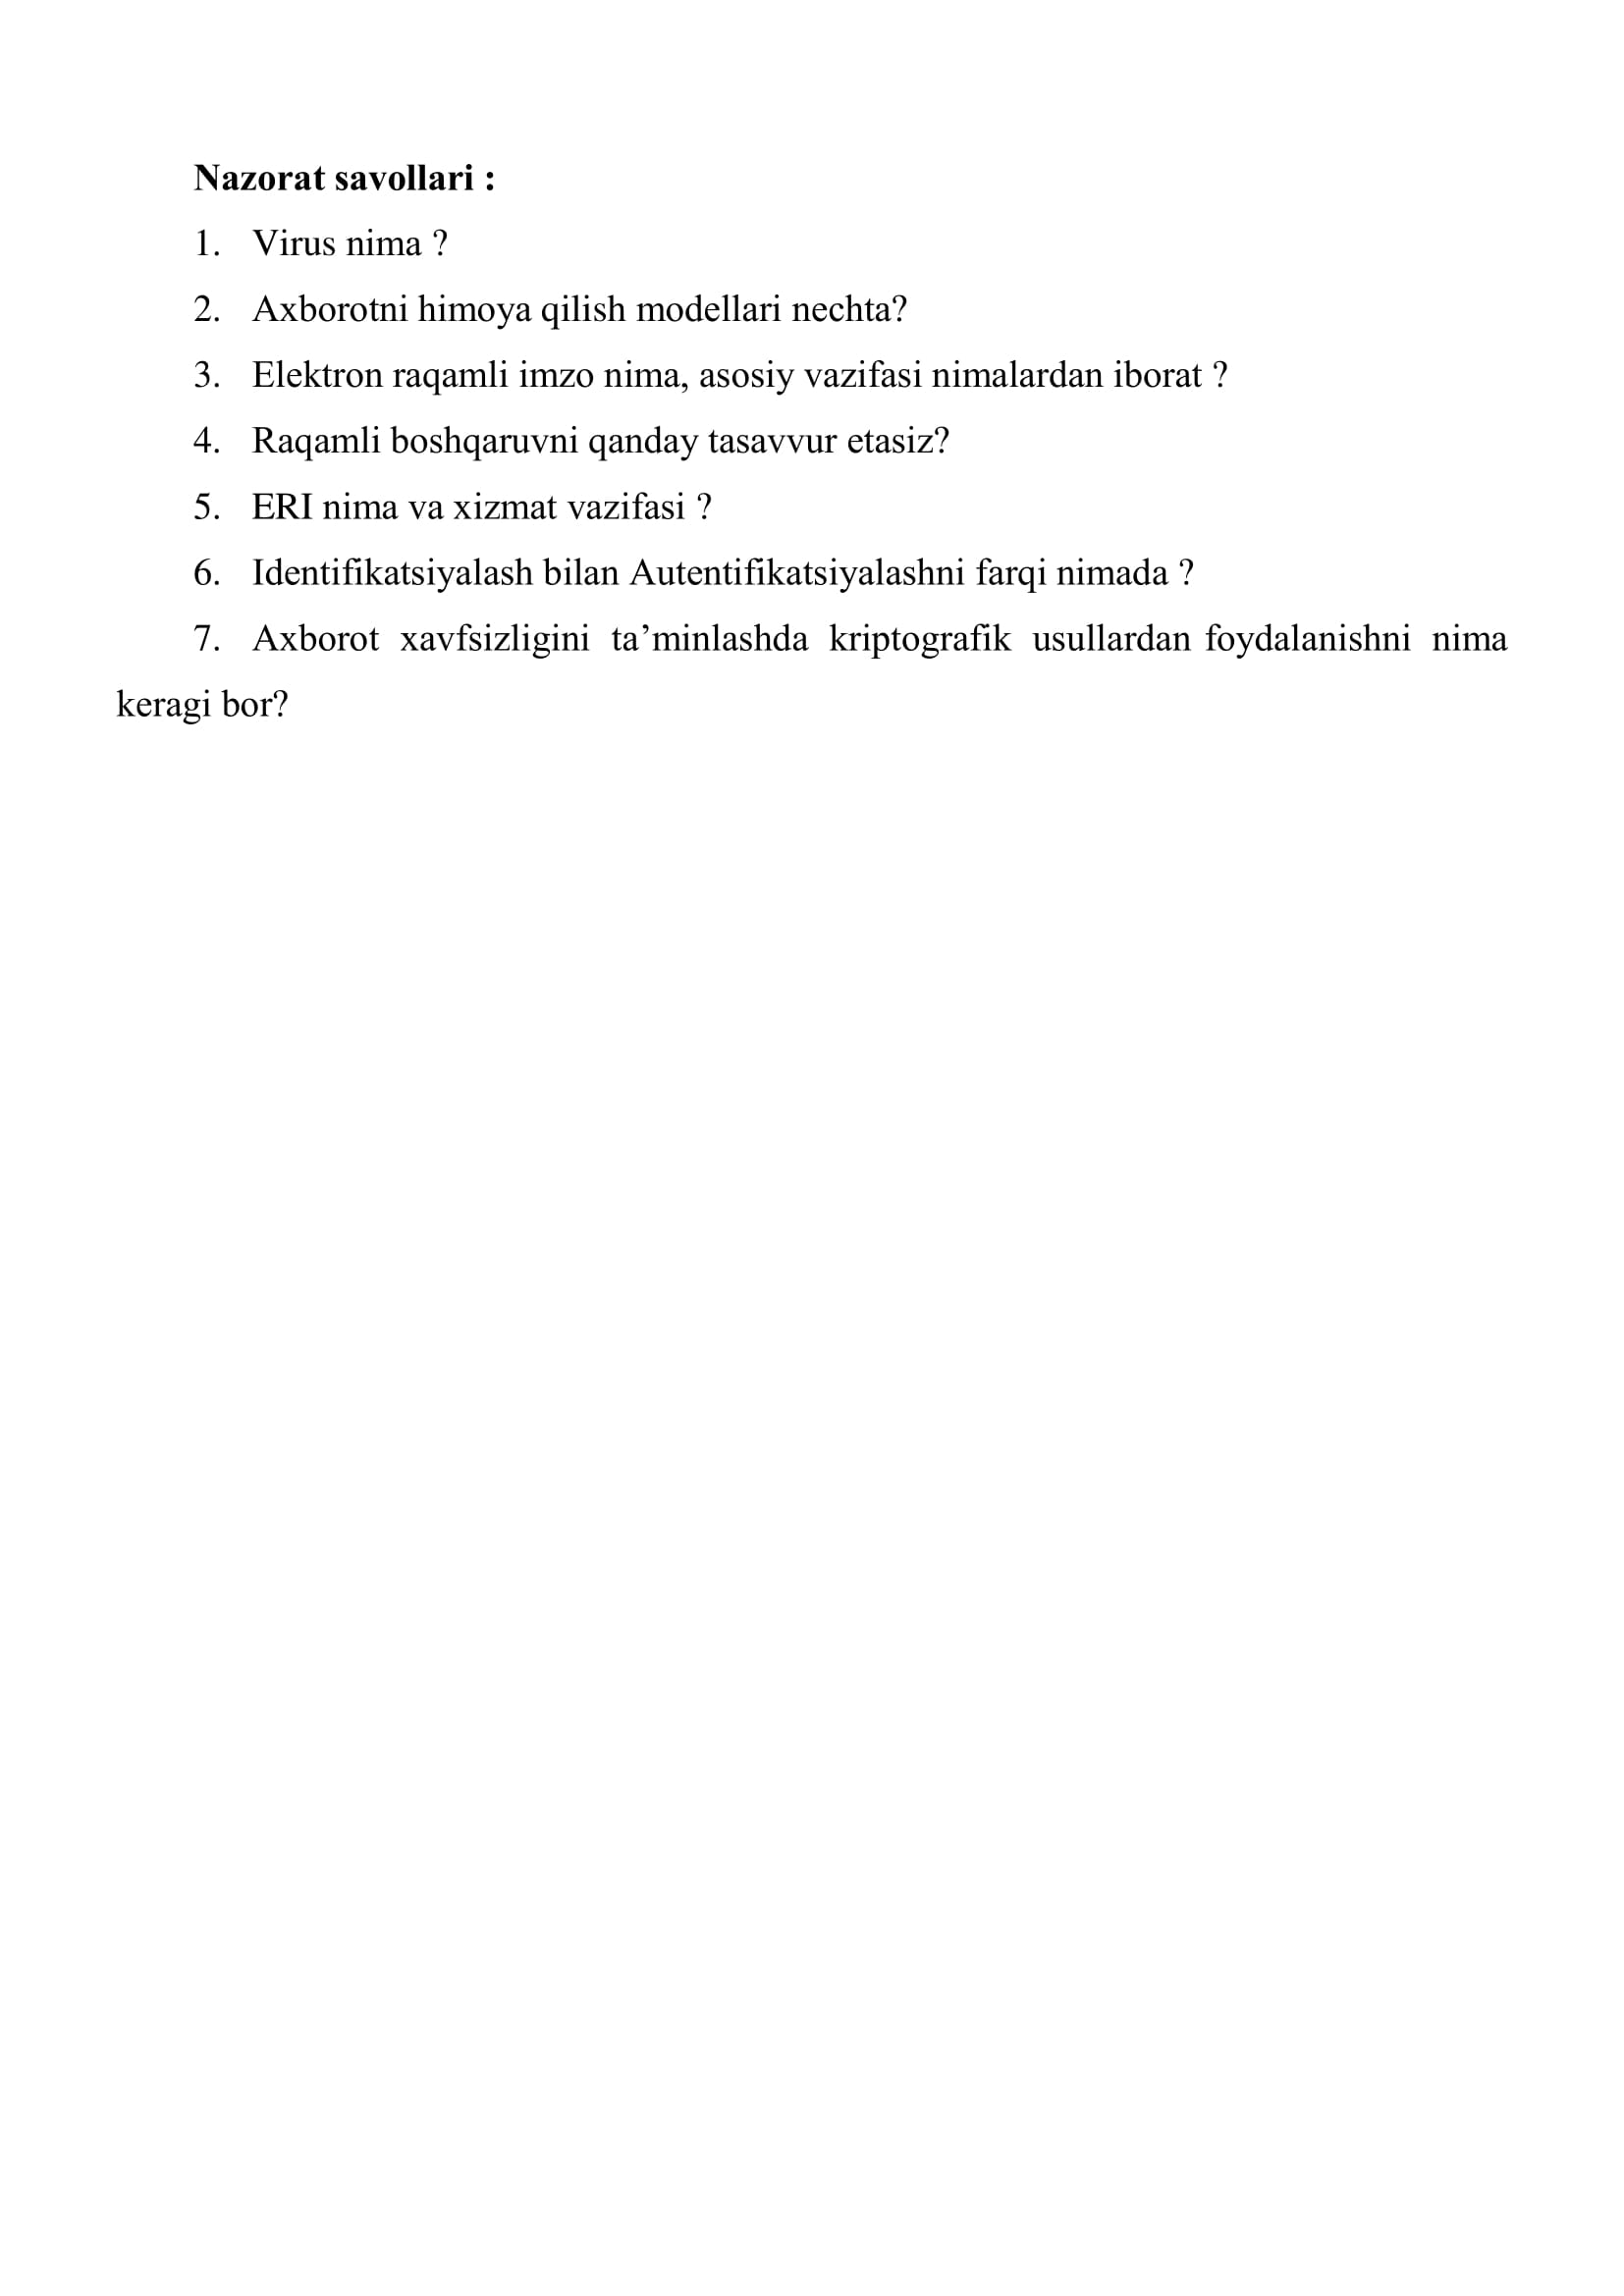 Nazorat savollari :
1. Virus nima ?
2. Axborotni himoya qilish modellari nechta?
3. Elektron raqamli imzo nima, asosiy vazifasi nimalardan iborat ?
4. Raqamli boshqaruvni qanday tasavvur etasiz?
5. ERI nima va xizmat vazifasi ?
6. Identifikatsiyalash bilan Autentifikatsiyalashni farqi nimada ?
7. Axborot xavfsizligini ta’minlashda kriptografik usullardan foydalanishni nima
keragi bor?